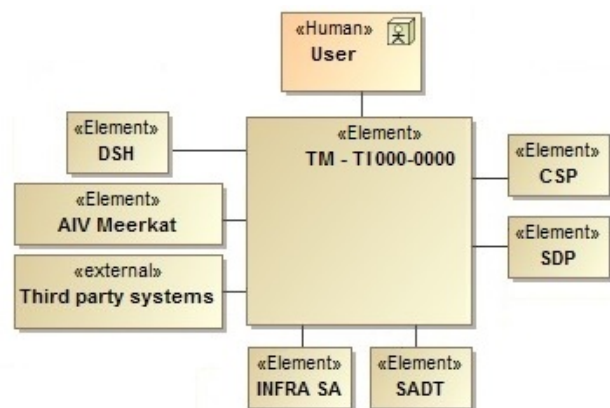 «Human»
User
«Element»
TM - TI000-0000
«Element»
DSH
«Element»
AIV Meerkat
«external»
Third party systems
«Element»
CSP
«Element»
SDP
«Element»
INFRA SA
«Element»
SADT